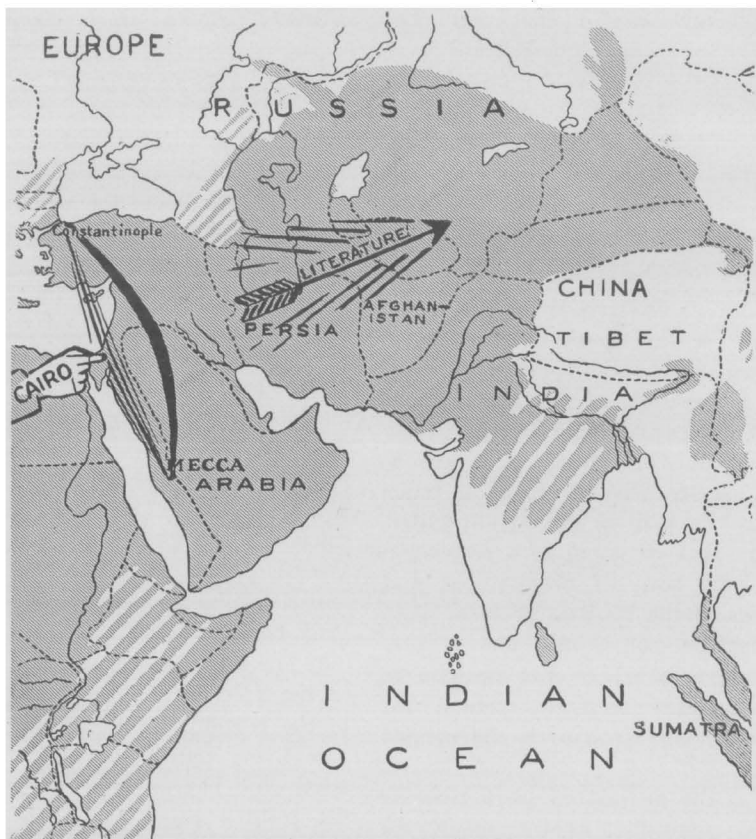 EUROPE
RUSSIA
Constantinople
LITERATURE
PERSIA
AFGHAN-
ISTAN
CHINA
TIBET
INDIA
CAIRO
MECCA
ARABIA
INDIAN
OCEAN
SUMATRA